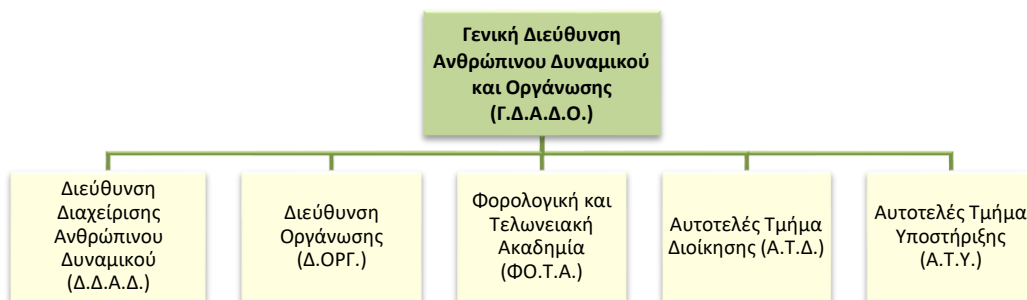 Γενική Διεύθυνση
Ανθρώπινου Δυναμικού
και Οργάνωσης
(Γ.Δ.Α.Δ.Ο.)
Διεύθυνση
Διαχείρισης
Ανθρώπινου
Δυναμικού
(Δ.Δ.Α.Δ.)
Διεύθυνση
Οργάνωσης
(Δ.ΟΡΓ.)
Φορολογική και
Τελωνειακή
Ακαδημία
(ΦΟ.Τ.Α.)
Αυτοτελές Τμήμα
Διοίκησης (Α.Τ.Δ.)
Αυτοτελές Τμήμα
Υποστήριξης
(Α.Τ.Υ.)